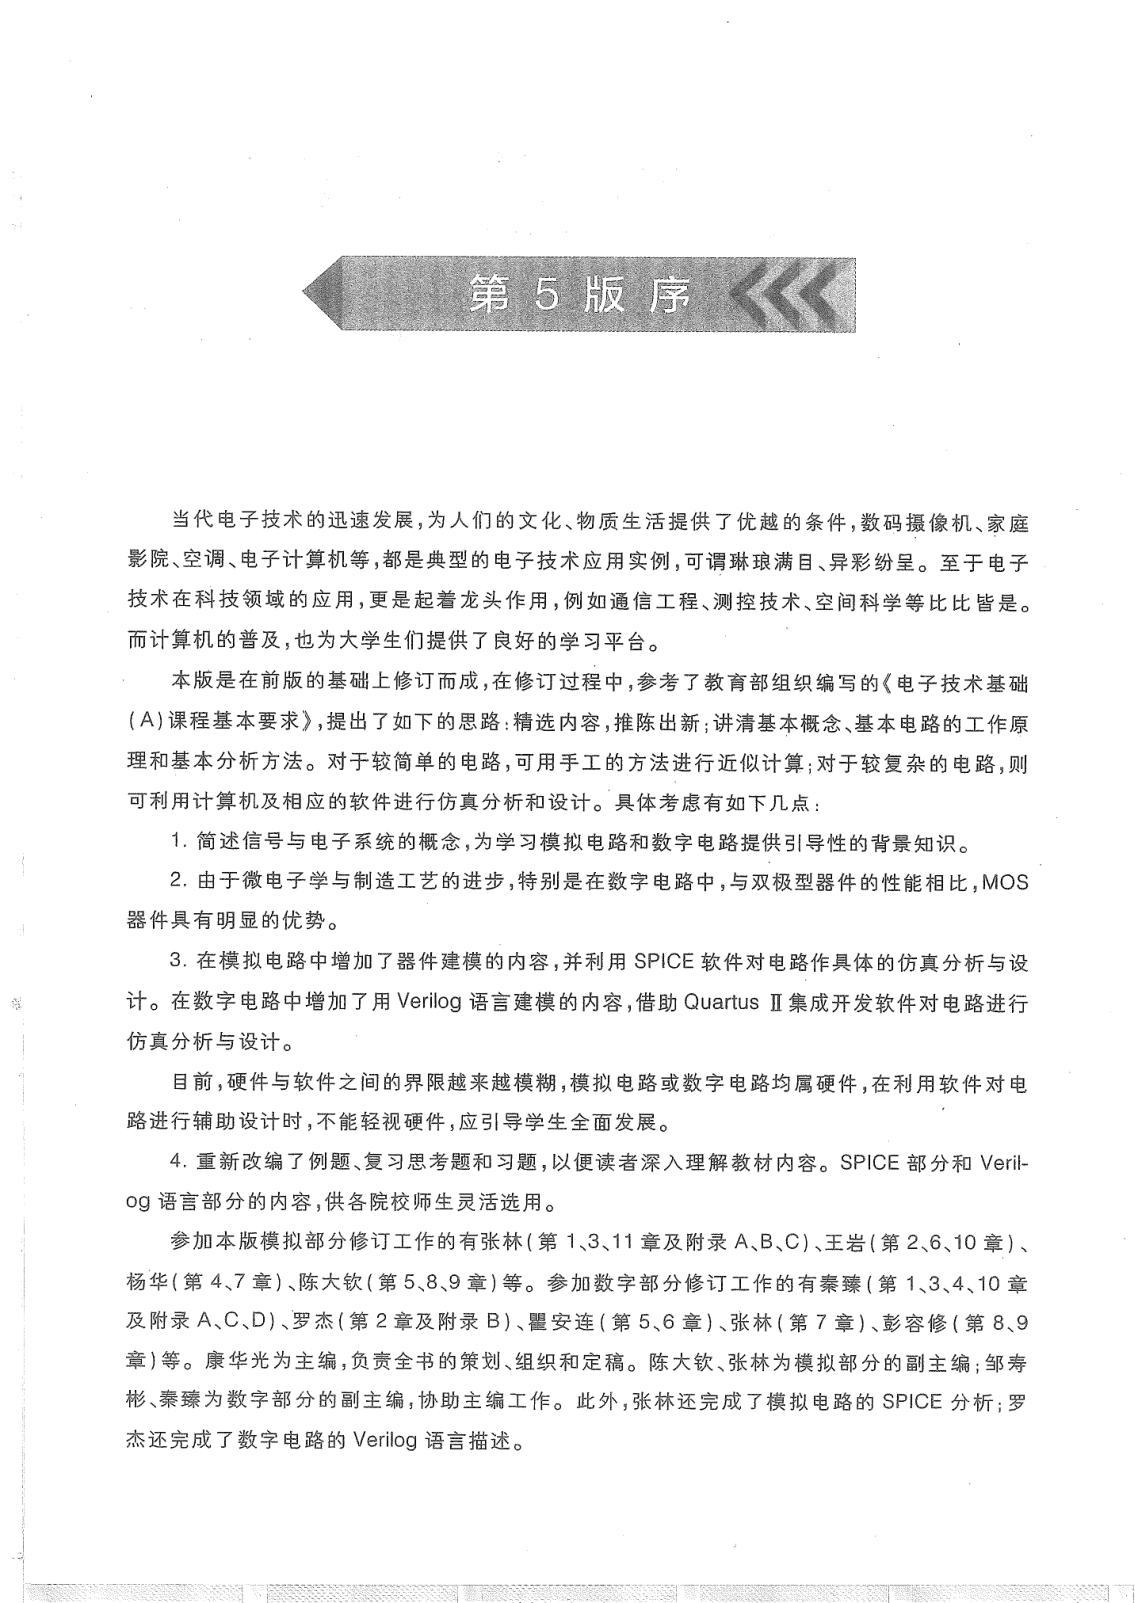 第5版序
当代电子技术的迅速发展,为人们的文化、物质生活提供了优越的条件,数码摄像机、家庭
影院、空调、电子计算机等,都是典型的电子技术应用实例,可谓琳琅满目、异彩纷呈。至于电子
技术在科技领域的应用,更是起着龙头作用,例如通信工程、测控技术、空间科学等比比皆是。
而计算机的普及,也为大学生们提供了良好的学习平台。
本版是在前版的基础上修订而成,在修订过程中,参考了教育部组织编写的《电子技术基础
(A)课程基本要求》,提出了如下的思路:精选内容,推陈出新;讲清基本概念、基本电路的工作原
理和基本分析方法。对于较简单的电路,可用手工的方法进行近似计算;对于较复杂的电路,则
可利用计算机及相应的软件进行仿真分析和设计。具体考虑有如下几点:
1. 简述信号与电子系统的概念,为学习模拟电路和数字电路提供引导性的背景知识。
2. 由于微电子学与制造工艺的进步,特别是在数字电路中,与双极型器件的性能相比,MOS
器件具有明显的优势。
3. 在模拟电路中增加了器件建模的内容,并利用 SPICE 软件对电路作具体的仿真分析与设
计。在数字电路中增加了用 Verilog 语言建模的内容,借助 Quartus Ⅱ集成开发软件对电路进行
仿真分析与设计。
目前,硬件与软件之间的界限越来越模糊,模拟电路或数字电路均属硬件,在利用软件对电
路进行辅助设计时,不能轻视硬件,应引导学生全面发展。
4. 重新改编了例题、复习思考题和习题,以便读者深入理解教材内容。SPICE 部分和 Veril-
og 语言部分的内容,供各院校师生灵活选用。
参加本版模拟部分修订工作的有张林(第 1、3、11 章及附录 A、B、C)、王岩(第 2、6、10 章)、
杨华(第 4、7 章)、陈大钦(第 5、8、9 章)等。参加数字部分修订工作的有秦臻(第 1、3、4、10 章
及附录 A、C、D)、罗杰(第 2 章及附录 B)、瞿安连(第 5、6 章)、张林(第 7 章)、彭容修(第 8、9
章)等。康华光为主编,负责全书的策划、组织和定稿。陈大钦、张林为模拟部分的副主编;邹寿
彬、秦臻为数字部分的副主编,协助主编工作。此外,张林还完成了模拟电路的 SPICE 分析;罗
杰还完成了数字电路的 Verilog 语言描述。